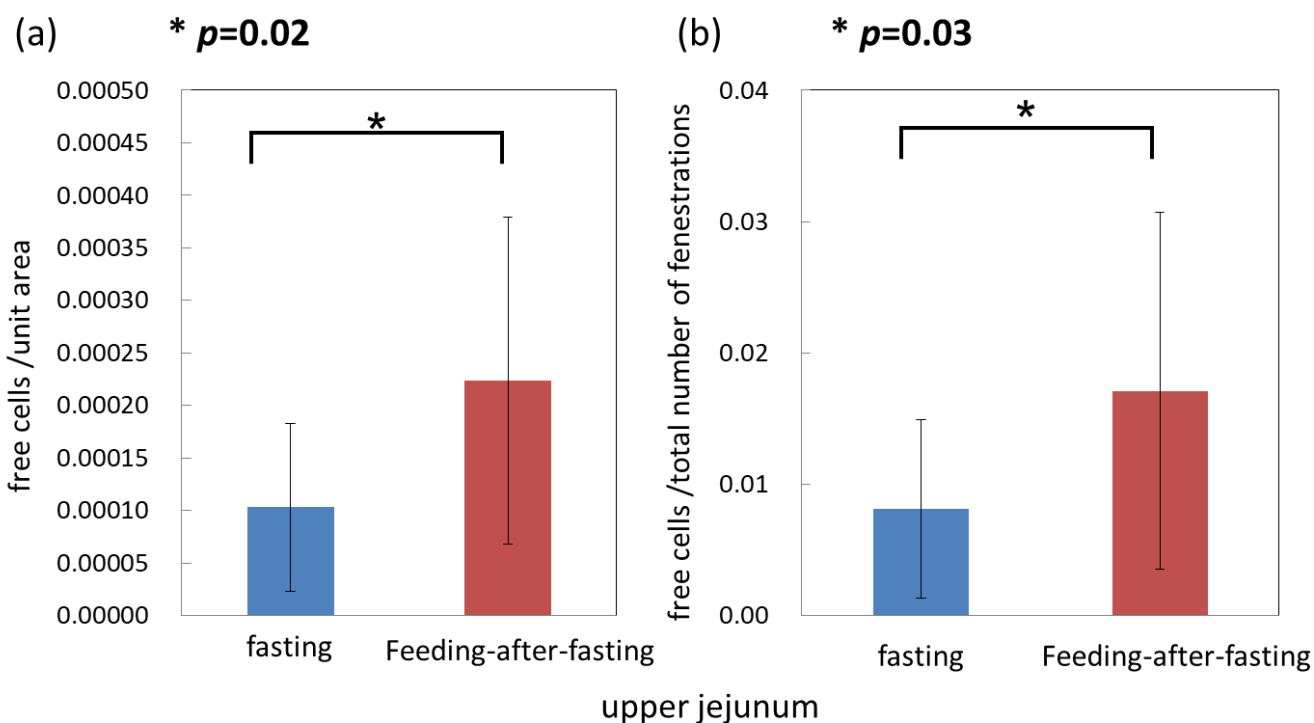 (a)
* p=0.02
free cells /unit area
0.00050
0.00045
0.00040
0.00035
0.00030
0.00025
0.00020
0.00015
0.00010
0.00005
0.00000
*
fasting
Feeding-after-fasting
(b)
* p=0.03
free cells /total number of fenestrations
0.04
0.03
0.02
0.01
0.00
*
fasting
Feeding-after-fasting
upper jejunum